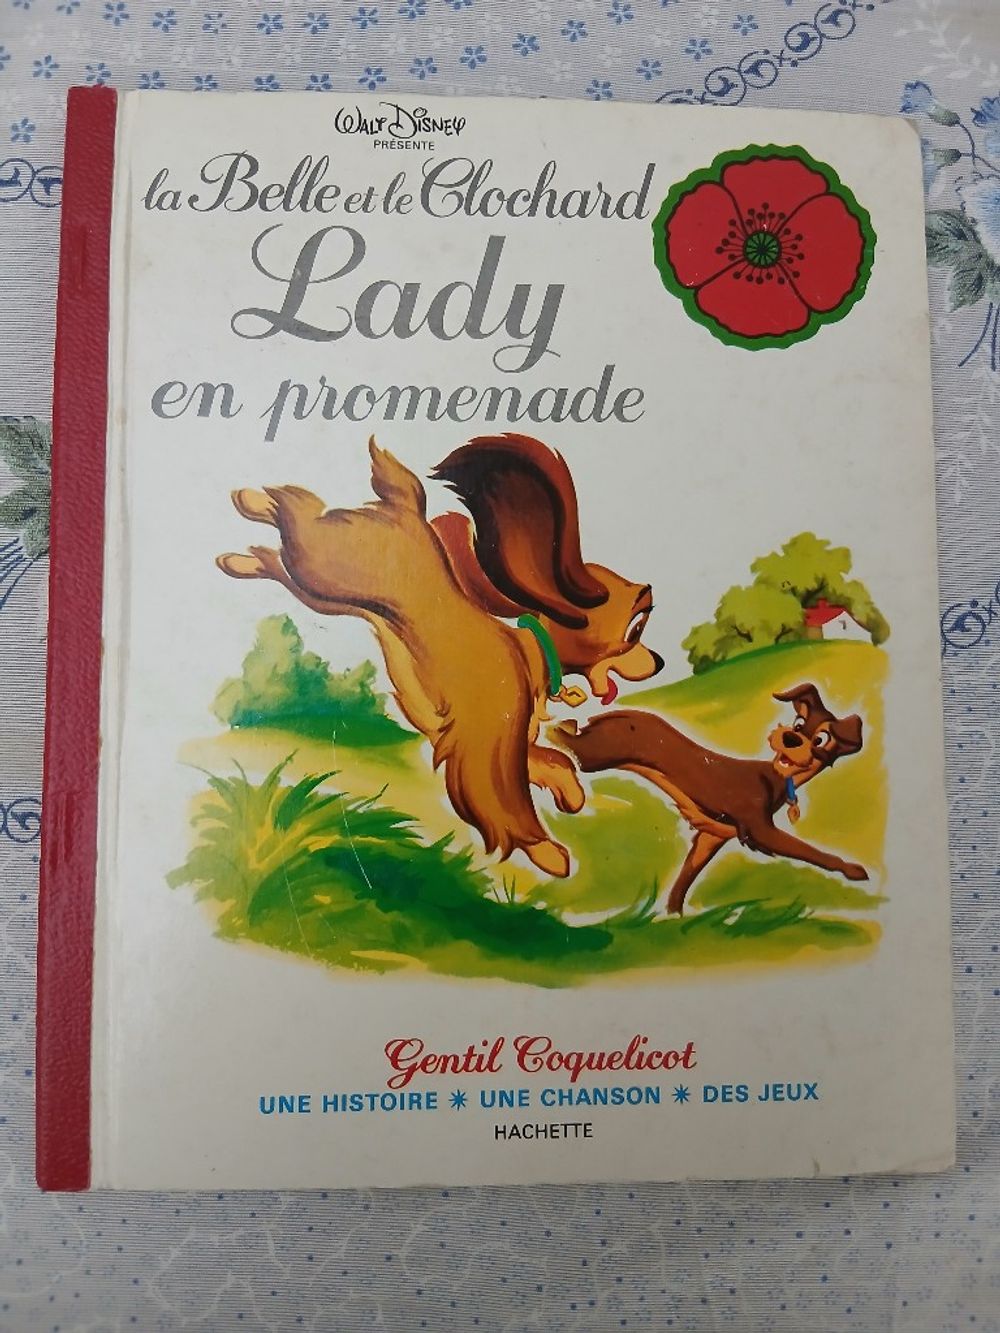 WALT DISNEY
PRÉSENTE
la Belle et le Clochard
Lady
en promenade
Gentil Coquelicot
UNE HISTOIRE * UNE CHANSON * DES JEUX
HACHETTE